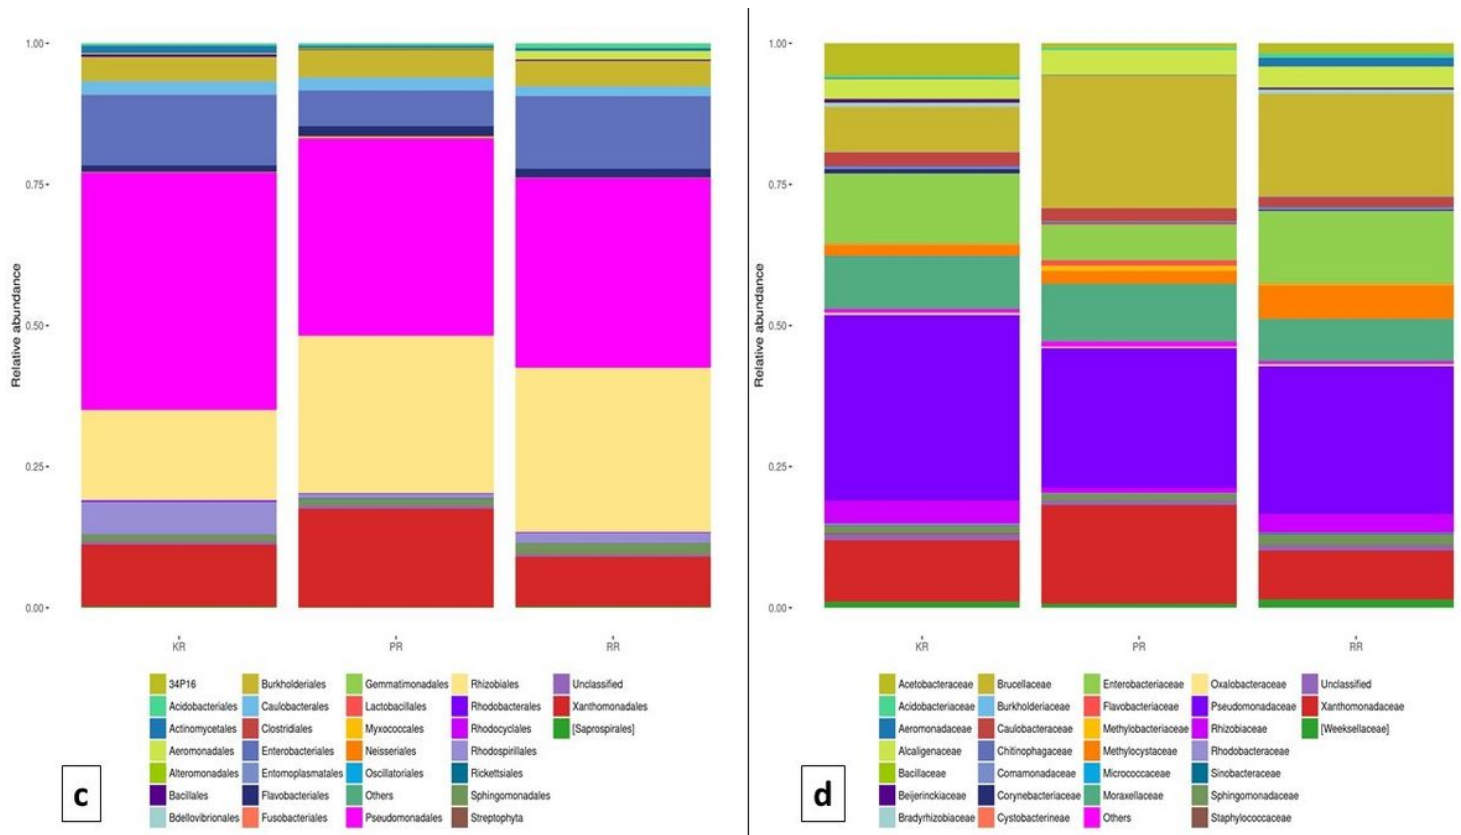 1.00
0.75
0.50
0.25
0.00
Relative abundance
KR PR RR
34P16 Burkholderiales Gemmatimonadales Rhizobiales Unclassified
Acidobacteriales Caulobacterales Lactobacillales Rhodobacterales Xanthomonadales
Actinomycetales Clostridiales Myxococcales Rhodocyclales [Saprospirales]
Aeromonadales Enterobacteriales Neisseriales Rhodospirillales
Alteromonadales Entomoplasmatales Oscillatoriales Rickettsiales
Bacillales Flavobacteriales Others Sphingomonadales
Bdellovibrionales Fusobacteriales Pseudomonadales Streptophyta
c
1.00
0.75
0.50
0.25
0.00
Relative abundance
KR PR RR
Acetobacteraceae Brucellaceae Enterobacteriaceae Oxalobacteraceae Unclassified
Acidobacteriaceae Burkholderiaceae Flavobacteriaceae Pseudomonadaceae Xanthomonadaceae
Aeromonadaceae Caulobacteraceae Methylobacteriaceae Rhizobiaceae [Weeksellaceae]
Alcaligenaceae Chitinophagaceae Methylocystaceae Rhodobacteraceae
Bacillaceae Comamonadaceae Micrococcaceae Sinobacteraceae
Beijerinckiaceae Corynebacteriaceae Moraxellaceae Sphingomonadaceae
Bradyrhizobiaceae Cystobacterineae Others Staphylococcaceae
d